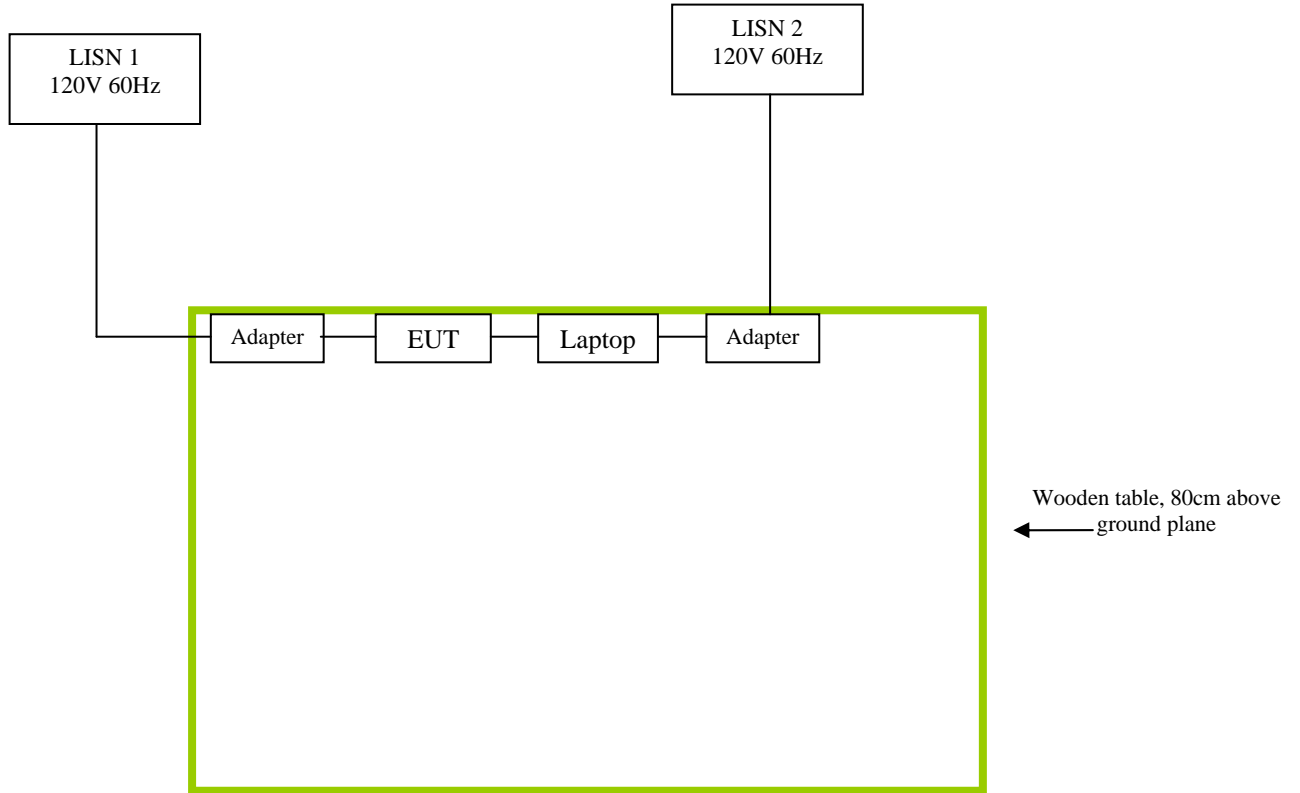 LISN 1
120V 60Hz
LISN 2
120V 60Hz
Adapter
EUT
Laptop
Adapter
Wooden table, 80cm above
ground plane